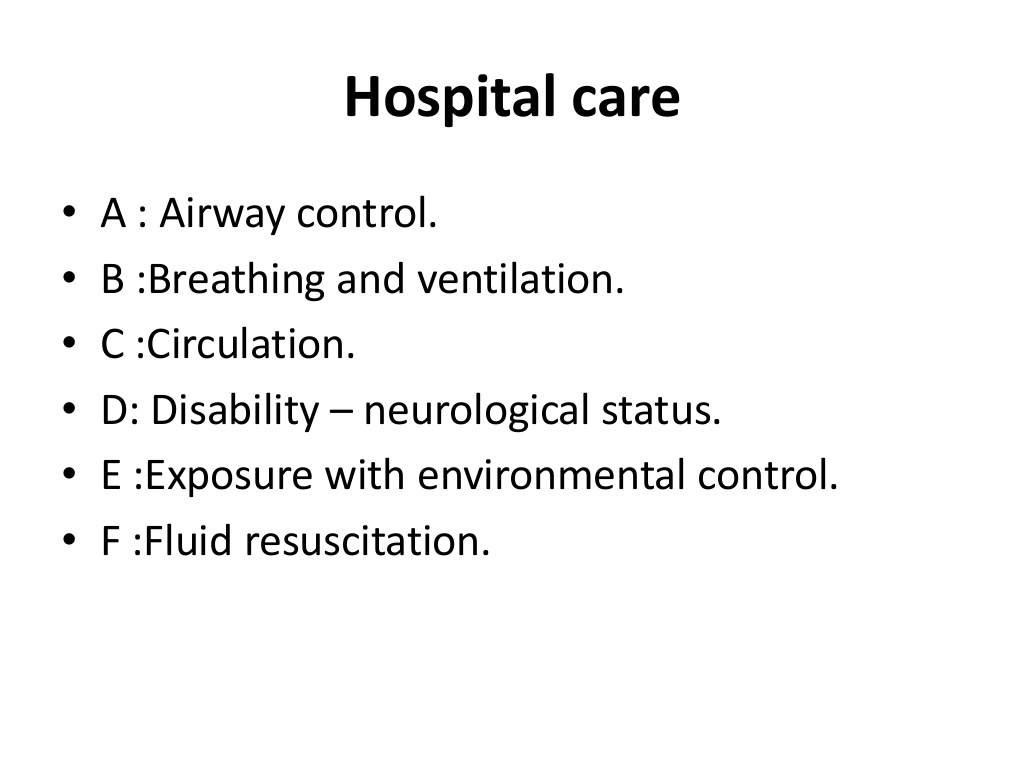 Hospital care
• A : Airway control.
• B :Breathing and ventilation.
• C :Circulation.
• D: Disability – neurological status.
• E :Exposure with environmental control.
• F :Fluid resuscitation.